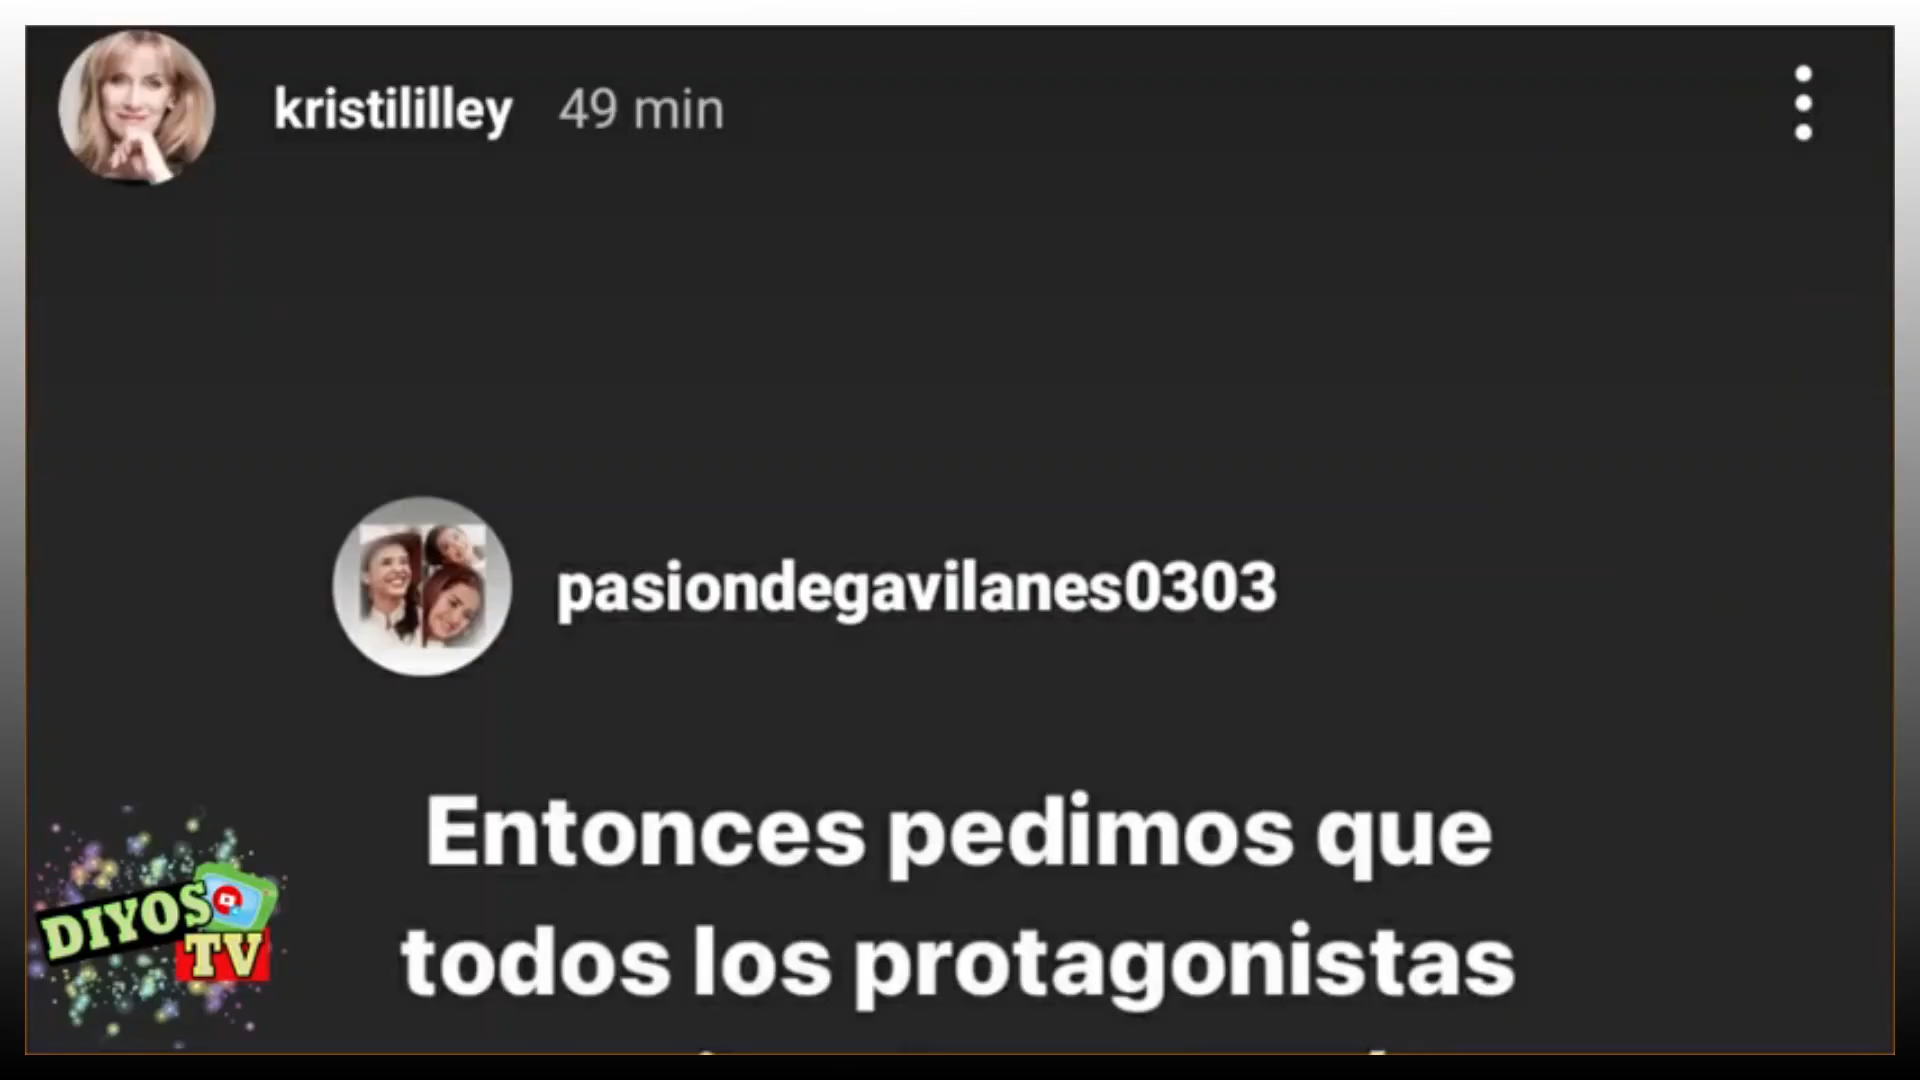 kristililley 49 min
pasiondegavilanes0303
Entonces pedimos que
todos los protagonistas
DIYOS
TV